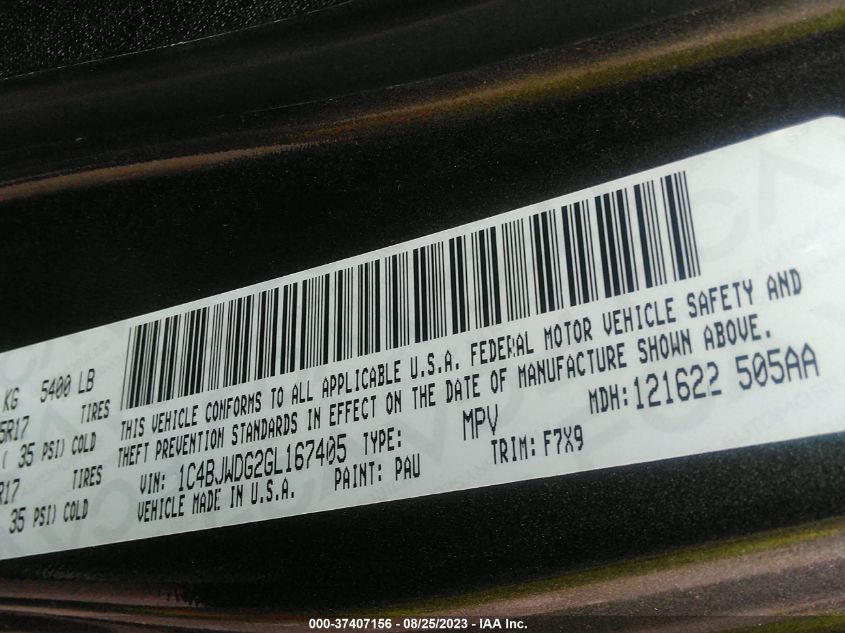 KG 5400 LB
5R17 TIRES
( 35 PSI) COLD
R17 TIRES
35 PSI) COLD
THIS VEHICLE CONFORMS TO ALL APPLICABLE U.S.A. FEDERAL MOTOR VEHICLE SAFETY AND
THEFT PREVENTION STANDARDS IN EFFECT ON THE DATE OF MANUFACTURE SHOWN ABOVE.
VIN: 1C4BJWDG2GL167405 TYPE: MPV MDH: 121622 505AA
VEHICLE MADE IN U.S.A. PAINT: PAU TRIM: F7X9
000-37407156 - 08/25/2023 - IAA Inc.